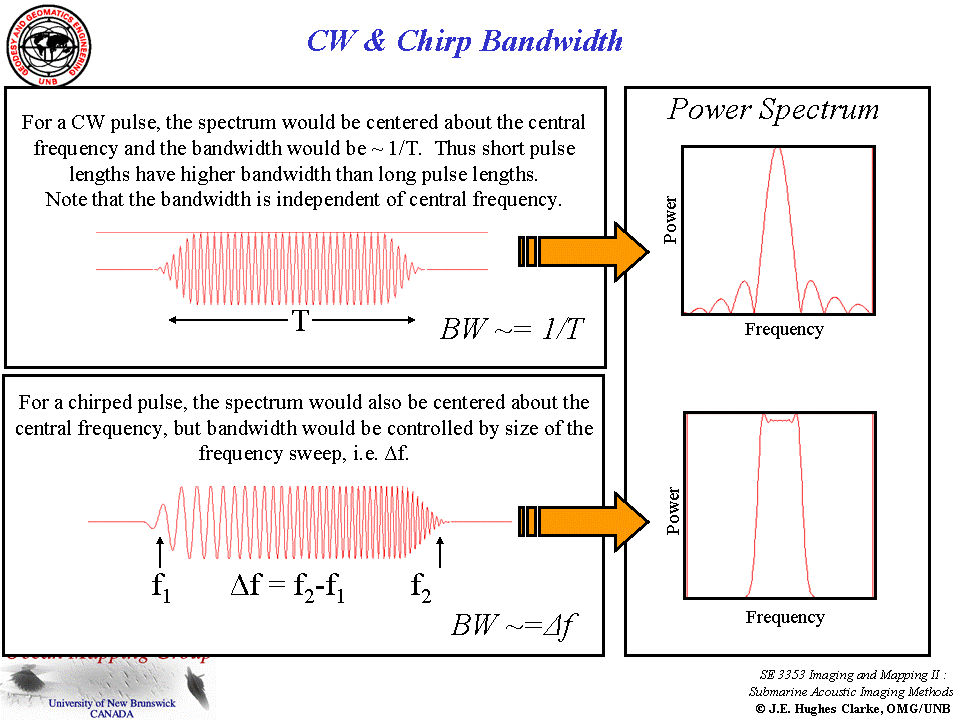 GEODESY AND GEOMATICS ENGINEERING
UNB
CW & Chirp Bandwidth
For a CW pulse, the spectrum would be centered about the central
frequency and the bandwidth would be ~ 1/T.  Thus short pulse
lengths have higher bandwidth than long pulse lengths.
Note that the bandwidth is independent of central frequency.
T
BW ~= 1/T
Power Spectrum
Power
Frequency
For a chirped pulse, the spectrum would also be centered about the
central frequency, but bandwidth would be controlled by size of the
frequency sweep, i.e. Δf.
f1
Δf = f2-f1
f2
BW ~=Δf
Power
Frequency
Ocean Mapping Group
University of New Brunswick
CANADA
SE 3353 Imaging and Mapping II :
Submarine Acoustic Imaging Methods
© J.E. Hughes Clarke, OMG/UNB